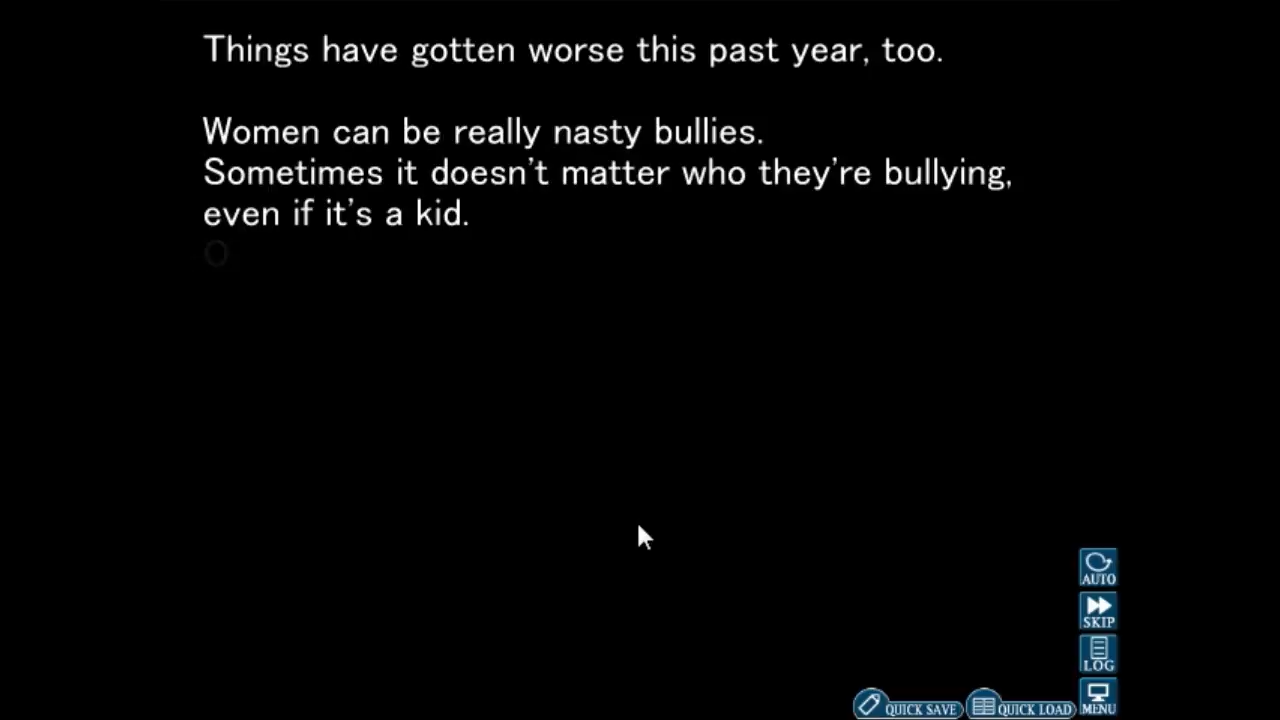 Things have gotten worse this past year, too.
Women can be really nasty bullies.
Sometimes it doesn't matter who they're bullying,
even if it's a kid.
O
AUTO
SKIP
LOG
MENU
QUICK SAVE
QUICK LOAD